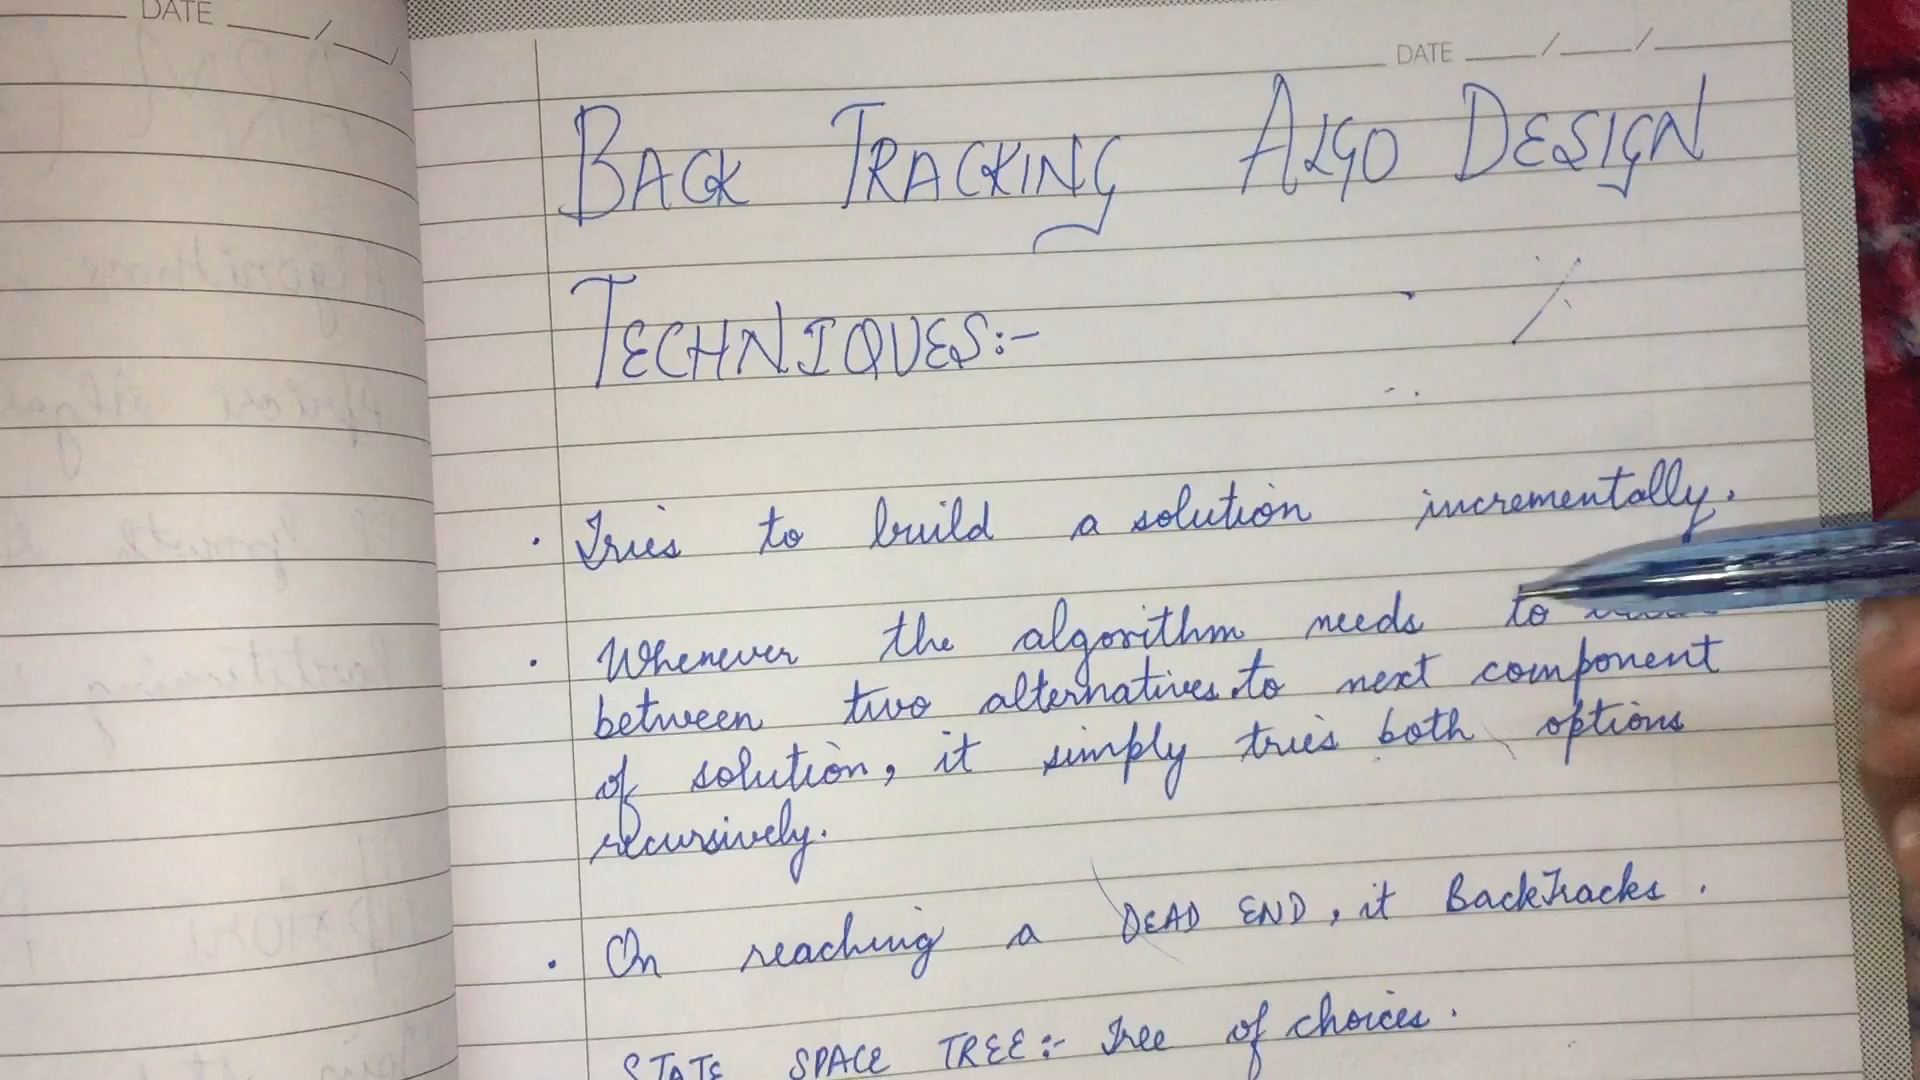 DATE
DATE
BACK TRACKING ALGO DESIGN
TECHNIQUES:-
· Tries to build a solution incrementally.
· Whenever the algorithm needs to
between two alternatives to next component
of solution, it simply tries both options
recursively.
· On reaching a DEAD END, it BackTracks.
STATE SPACE TREE:- Tree of choices.